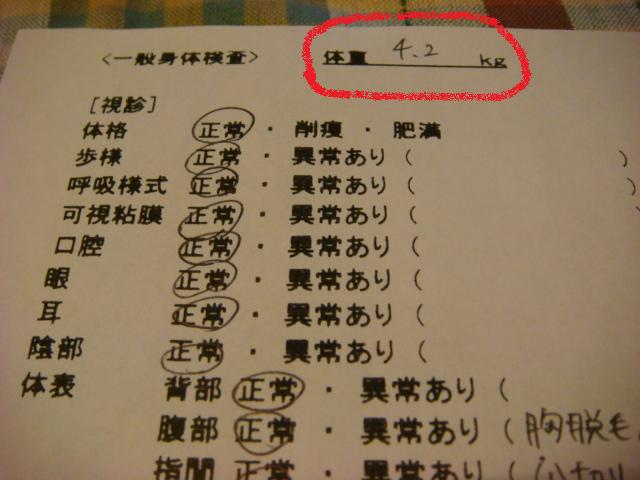 <一般身体検査> 体重 4.2 kg
[視診]
体格 正常 ・ 削痩 ・ 肥満
歩様 正常 ・ 異常あり ( )
呼吸様式 正常 ・ 異常あり ( )
可視粘膜 正常 ・ 異常あり (
口腔 正常 ・ 異常あり (
眼 正常 ・ 異常あり (
耳 正常 ・ 異常あり (
陰部 正常 ・ 異常あり (
体表 背部 正常 ・ 異常あり (
腹部 正常 ・ 異常あり ( 胸脱毛
指間 正常 ・ 異常あり (